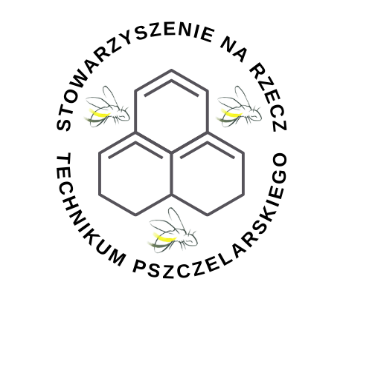 STOWARZYSZENIE NA RZECZ
TECHNIKUM PSZCZELARSKIEGO